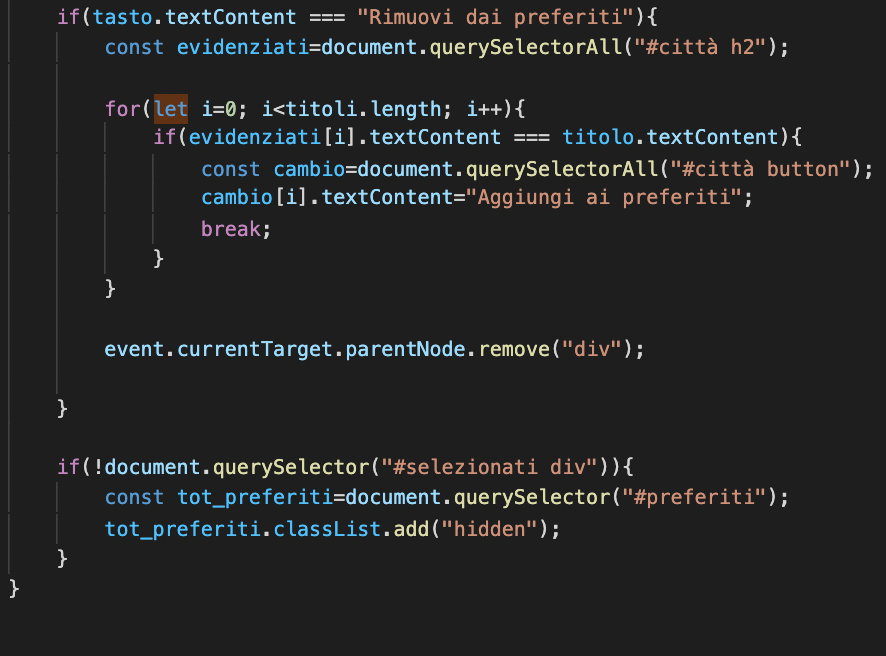 if(tasto.textContent === "Rimuovi dai preferiti"){
const evidenziati=document.querySelectorAll("#città h2");
for(let i=0; i<titoli.length; i++){
if(evidenziati[i].textContent === titolo.textContent){
const cambio=document.querySelectorAll("#città button");
cambio[i].textContent="Aggiungi ai preferiti";
break;
}
}
event.currentTarget.parentNode.remove("div");
}
if(!document.querySelector("#selezionati div")){
const tot_preferiti=document.querySelector("#preferiti");
tot_preferiti.classList.add("hidden");
}
}